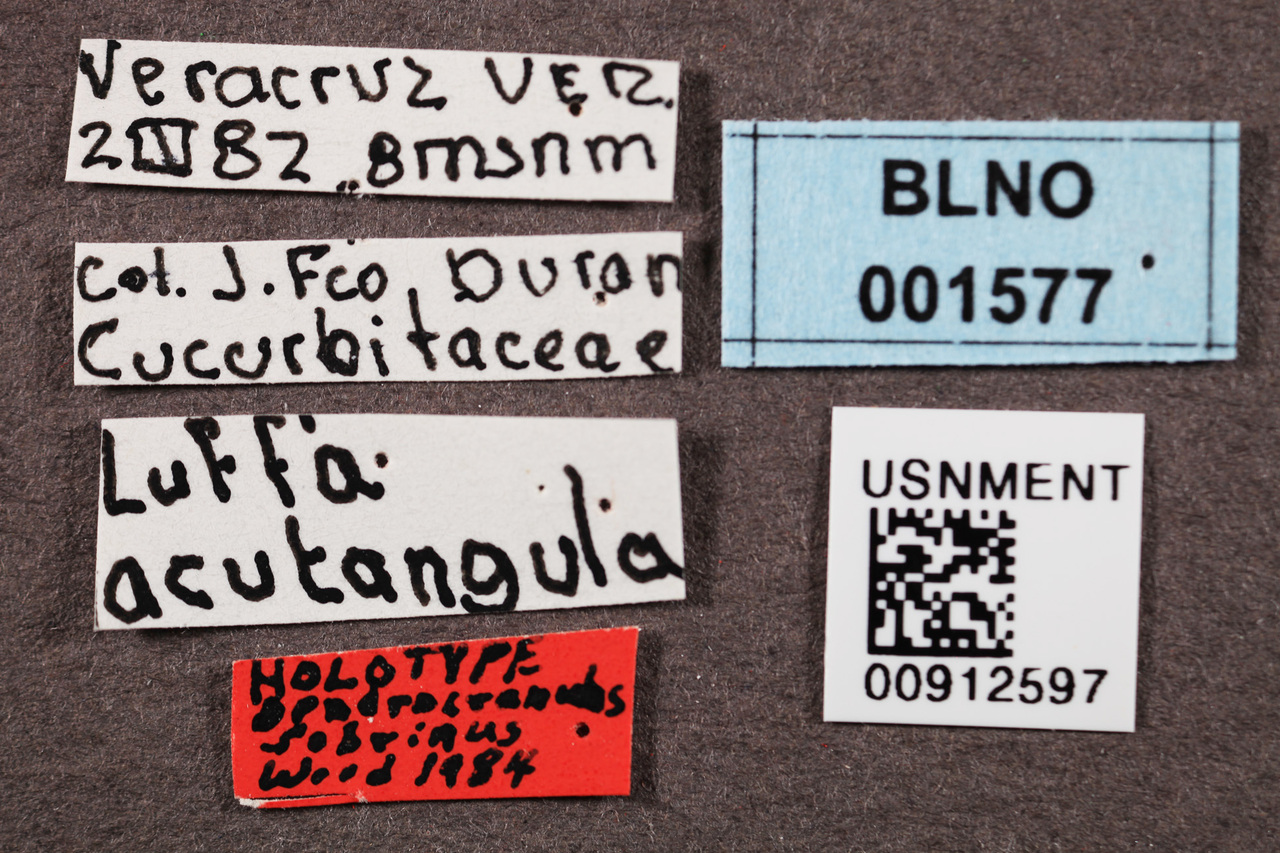 Veracruz VER.
2 III 82 8msnm
Col. J. Fco. Duran
Cucurbitaceae
Luffa
acutangula
HOLOTYPE
Dendrocranulus
sobrinus
Wood 1984
BLNO
001577
USNMENT
00912597